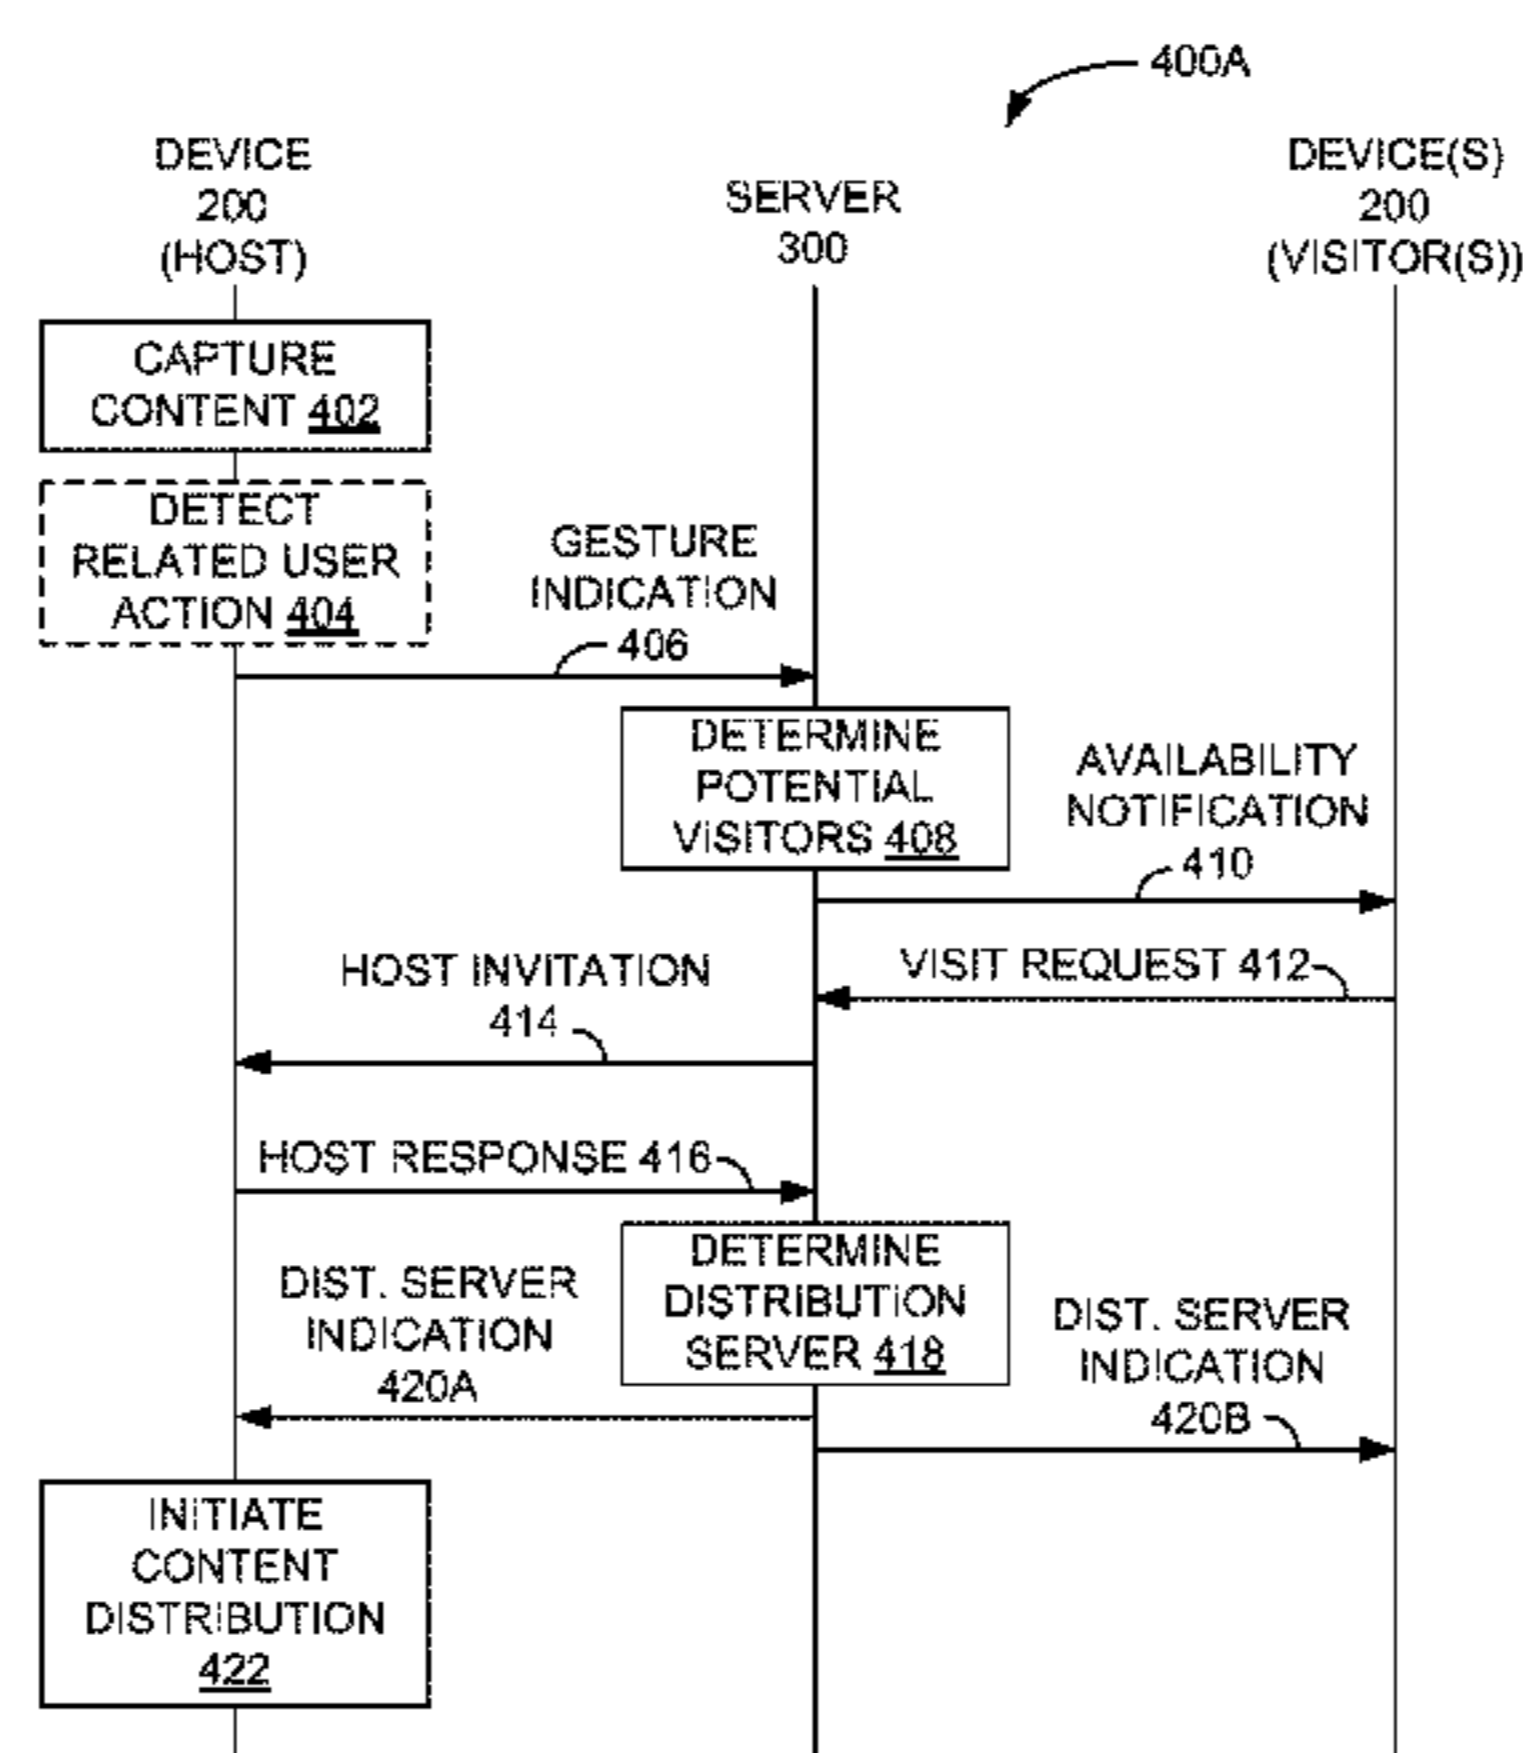 400A
DEVICE
200
(HOST)
SERVER
300
DEVICE(S)
200
(VISITOR(S))
CAPTURE
CONTENT 402
DETECT
RELATED USER
ACTION 404
GESTURE
INDICATION
406
DETERMINE
POTENTIAL
VISITORS 408
AVAILABILITY
NOTIFICATION
410
VISIT REQUEST 412
HOST INVITATION
414
HOST RESPONSE 416
DETERMINE
DISTRIBUTION
SERVER 418
DIST. SERVER
INDICATION
420A
DIST. SERVER
INDICATION
420B
INITIATE
CONTENT
DISTRIBUTION
422